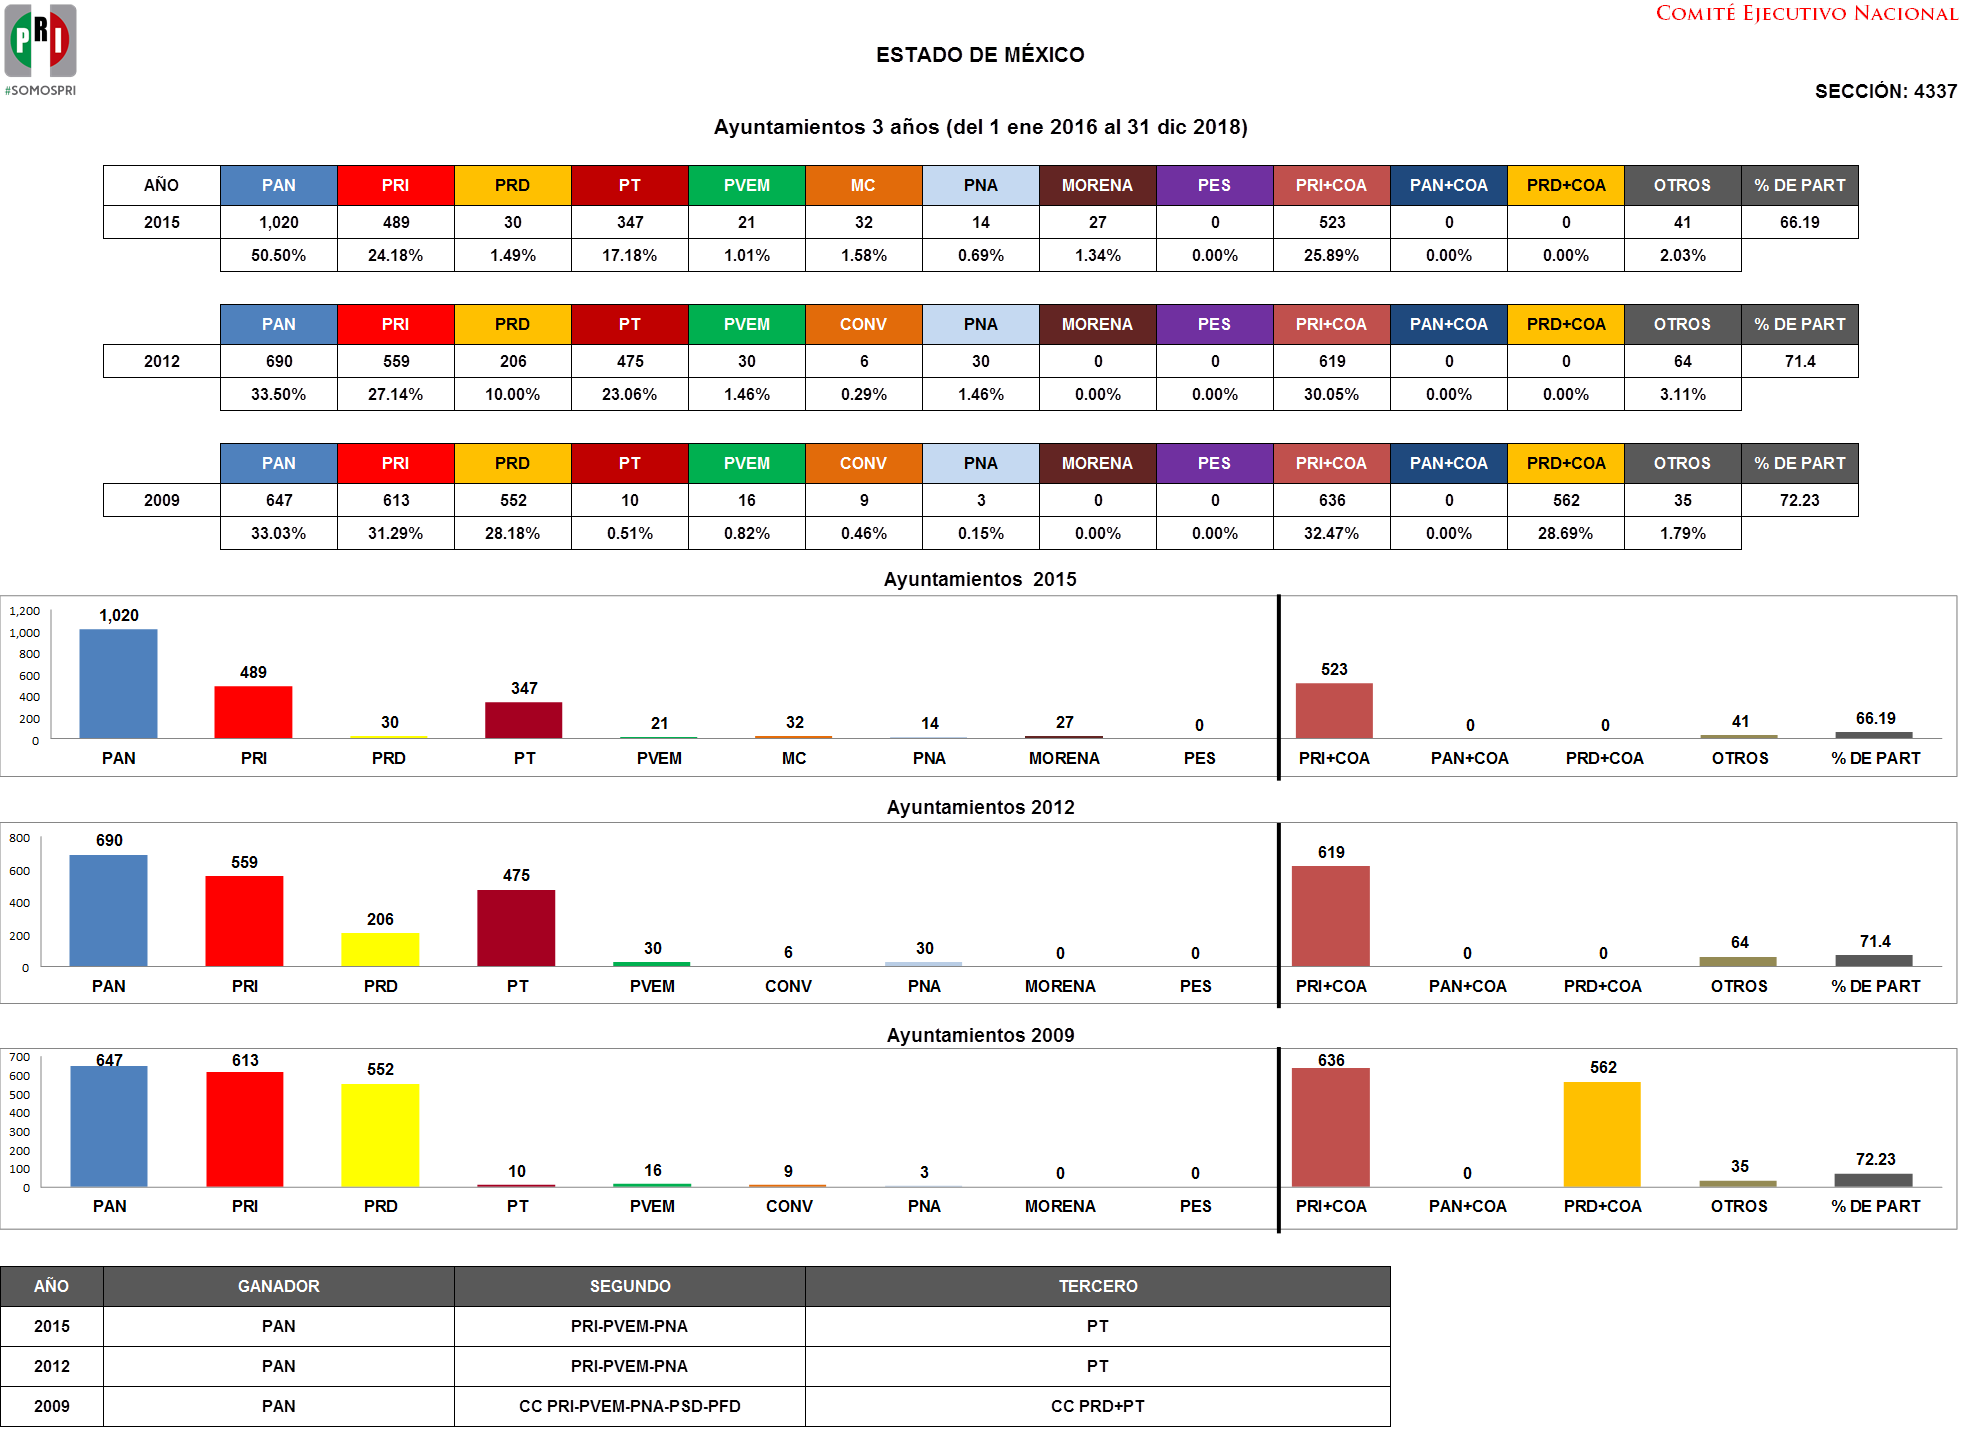 COMITÉ EJECUTIVO NACIONAL
PRI
#SOMOSPRI
ESTADO DE MÉXICO
SECCIÓN: 4337
Ayuntamientos 3 años (del 1 ene 2016 al 31 dic 2018)
AÑO PAN PRI PRD PT PVEM MC PNA MORENA PES PRI+COA PAN+COA PRD+COA OTROS % DE PART
2015 1,020 489 30 347 21 32 14 27 0 523 0 0 41 66.19
50.50% 24.18% 1.49% 17.18% 1.01% 1.58% 0.69% 1.34% 0.00% 25.89% 0.00% 0.00% 2.03%
PAN PRI PRD PT PVEM CONV PNA MORENA PES PRI+COA PAN+COA PRD+COA OTROS % DE PART
2012 690 559 206 475 30 6 30 0 0 619 0 0 64 71.4
33.50% 27.14% 10.00% 23.06% 1.46% 0.29% 1.46% 0.00% 0.00% 30.05% 0.00% 0.00% 3.11%
PAN PRI PRD PT PVEM CONV PNA MORENA PES PRI+COA PAN+COA PRD+COA OTROS % DE PART
2009 647 613 552 10 16 9 3 0 0 636 0 562 35 72.23
33.03% 31.29% 28.18% 0.51% 0.82% 0.46% 0.15% 0.00% 0.00% 32.47% 0.00% 28.69% 1.79%
Ayuntamientos 2015
1,200
1,000
800
600
400
200
0
1,020 489 30 347 21 32 14 27 0 523 0 0 41 66.19
PAN PRI PRD PT PVEM MC PNA MORENA PES PRI+COA PAN+COA PRD+COA OTROS % DE PART
Ayuntamientos 2012
800
600
400
200
0
690 559 206 475 30 6 30 0 0 619 0 0 64 71.4
PAN PRI PRD PT PVEM CONV PNA MORENA PES PRI+COA PAN+COA PRD+COA OTROS % DE PART
Ayuntamientos 2009
700
600
500
400
300
200
100
0
647 613 552 10 16 9 3 0 0 636 0 562 35 72.23
PAN PRI PRD PT PVEM CONV PNA MORENA PES PRI+COA PAN+COA PRD+COA OTROS % DE PART
AÑO GANADOR SEGUNDO TERCERO
2015 PAN PRI-PVEM-PNA PT
2012 PAN PRI-PVEM-PNA PT
2009 PAN CC PRI-PVEM-PNA-PSD-PFD CC PRD+PT